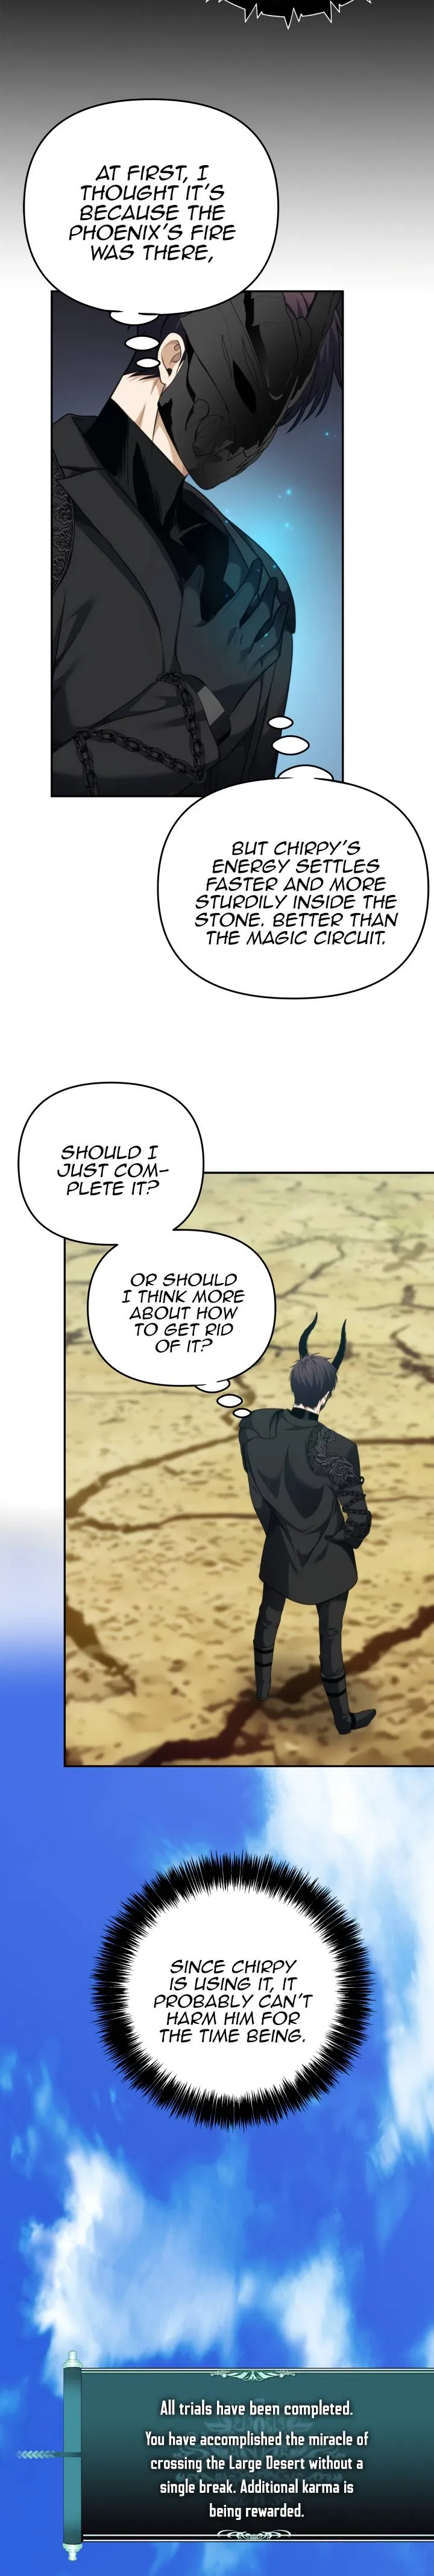 AT FIRST, I
THOUGHT IT'S
BECAUSE THE
PHOENIX'S FIRE
WAS THERE,
BUT CHIRPY'S
ENERGY SETTLES
FASTER AND MORE
STURDILY INSIDE THE
STONE. BETTER THAN
THE MAGIC CIRCUIT.
SHOULD I
JUST COM-
PLETE IT?
OR SHOULD
I THINK MORE
ABOUT HOW
TO GET RID
OF IT?
SINCE CHIRPY
IS USING IT, IT
PROBABLY CAN'T
HARM HIM FOR
THE TIME BEING.
All trials have been completed.
You have accomplished the miracle of
crossing the Large Desert without a
single break. Additional karma is
being rewarded.